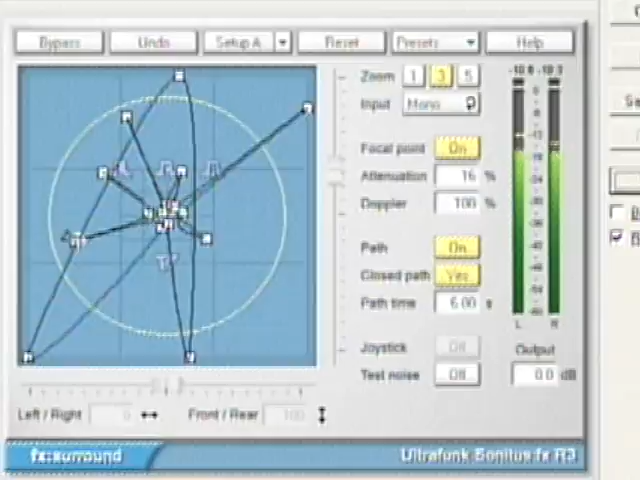 Bypass Undo Setup A Reset Presets Help
Zoom 1 3 5
Input Mono
Focal point On
Attenuation 16 %
Doppler 100 %
Path On
Closed path Yes
Path time 6.00 s
Joystick Off
Test noise Off
L R
Output
0.0 dB
Left / Right 0 Front / Rear 100
fx:surround Ultrafunk Sonitus:fx R3